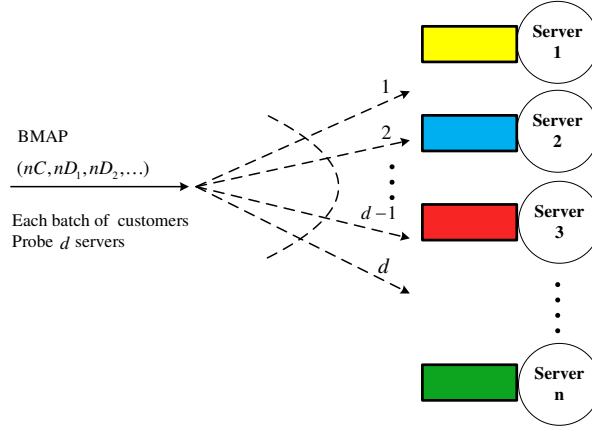 BMAP
(nC, nD₁, nD₂, ...)
Each batch of customers
Probe d servers
1
2
d−1
d
Server
1
Server
2
Server
3
Server
n